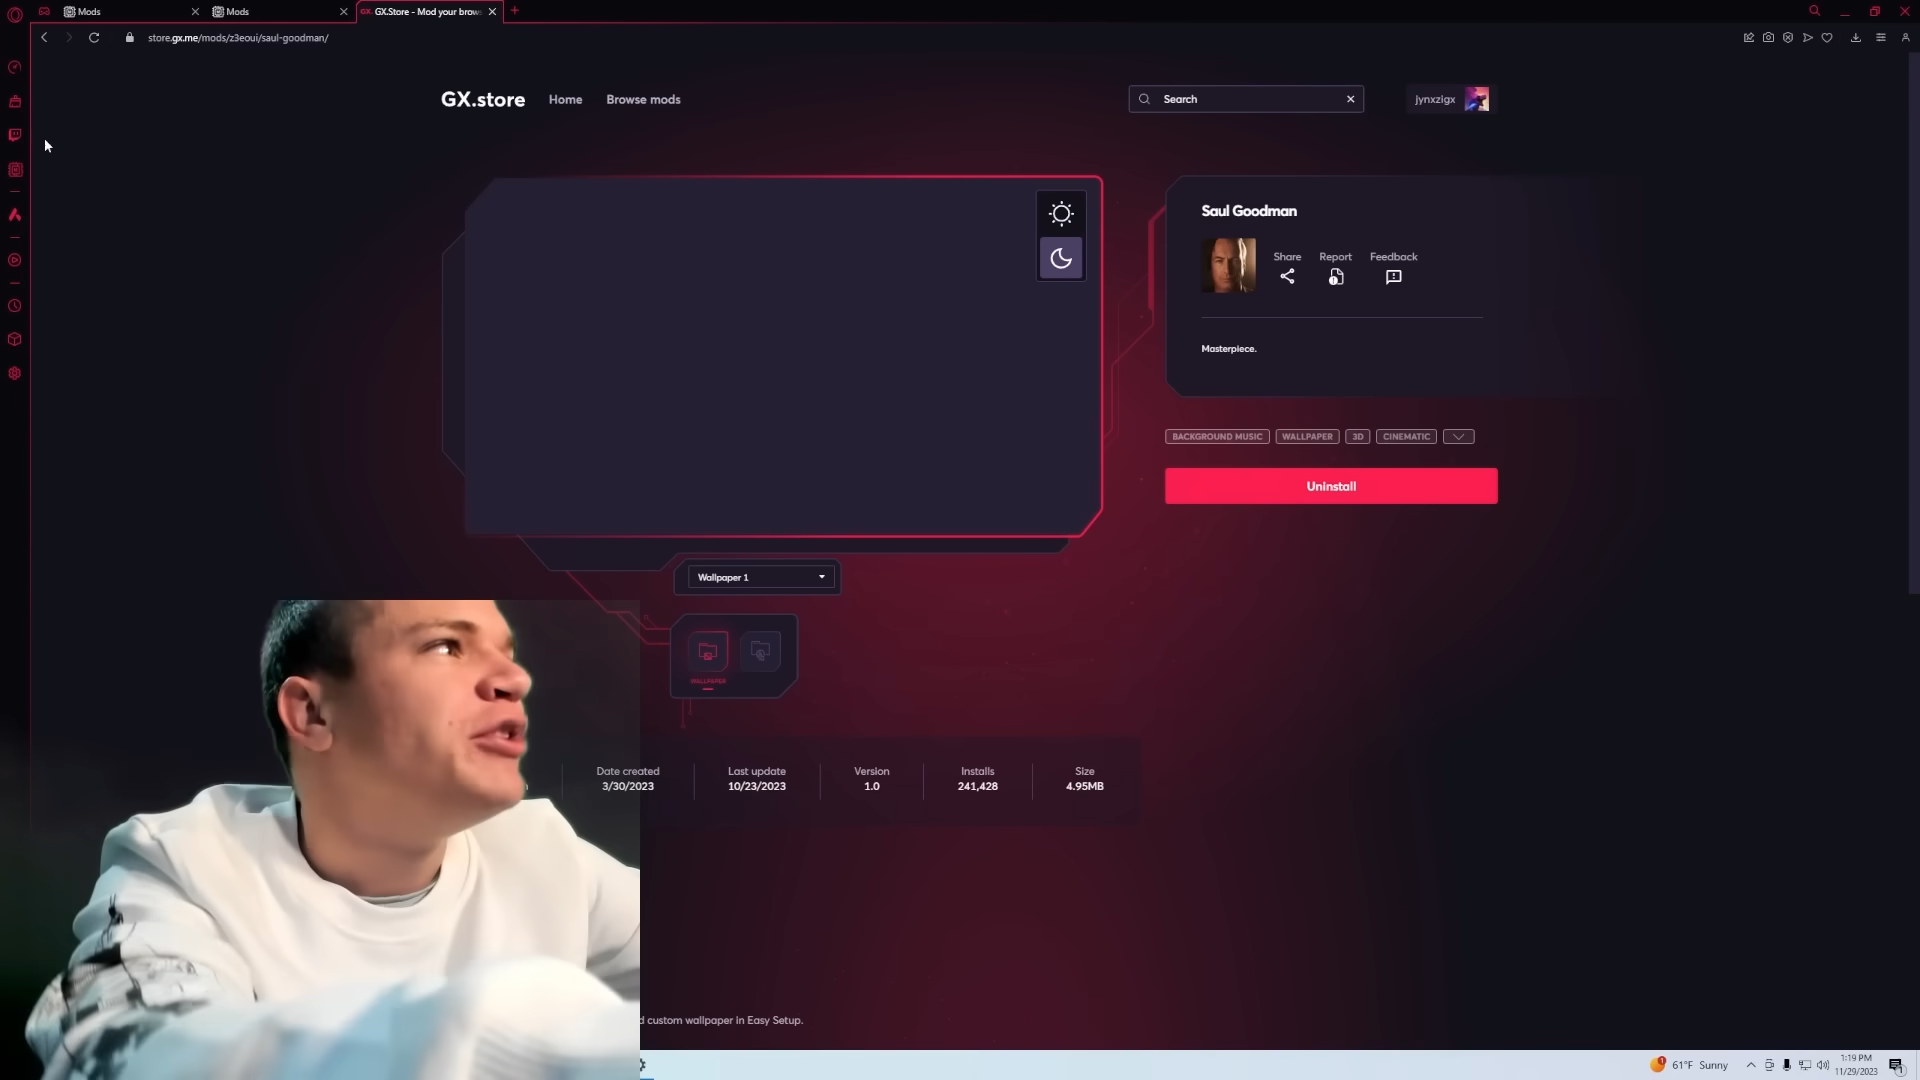 Mods
Mods
GX.Store - Mod your brow
store.gx.me/mods/z3eoui/saul-goodman/
GX.store
Home
Browse mods
Search
jynxzigx
Saul Goodman
Share
Report
Feedback
Masterpiece.
BACKGROUND MUSIC
WALLPAPER
3D
CINEMATIC
Uninstall
Wallpaper 1
WALLPAPER
Date created
3/30/2023
Last update
10/23/2023
Version
1.0
Installs
241,428
Size
4.95MB
custom wallpaper in Easy Setup.
61°F Sunny
1:19 PM
11/29/2023